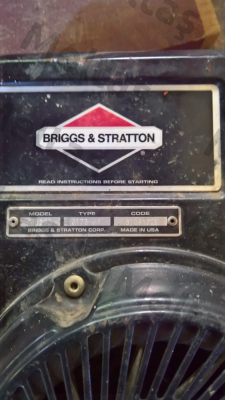 BRIGGS & STRATTON
READ INSTRUCTIONS BEFORE STARTING
MODEL TYPE CODE
BRIGGS & STRATTON CORP. MADE IN USA